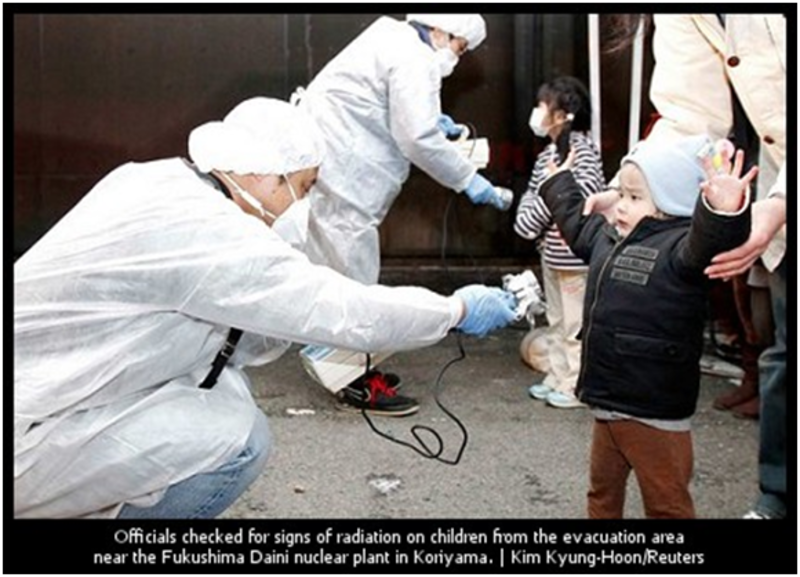 Officials checked for signs of radiation on children from the evacuation area
near the Fukushima Daini nuclear plant in Koriyama. | Kim Kyung-Hoon/Reuters